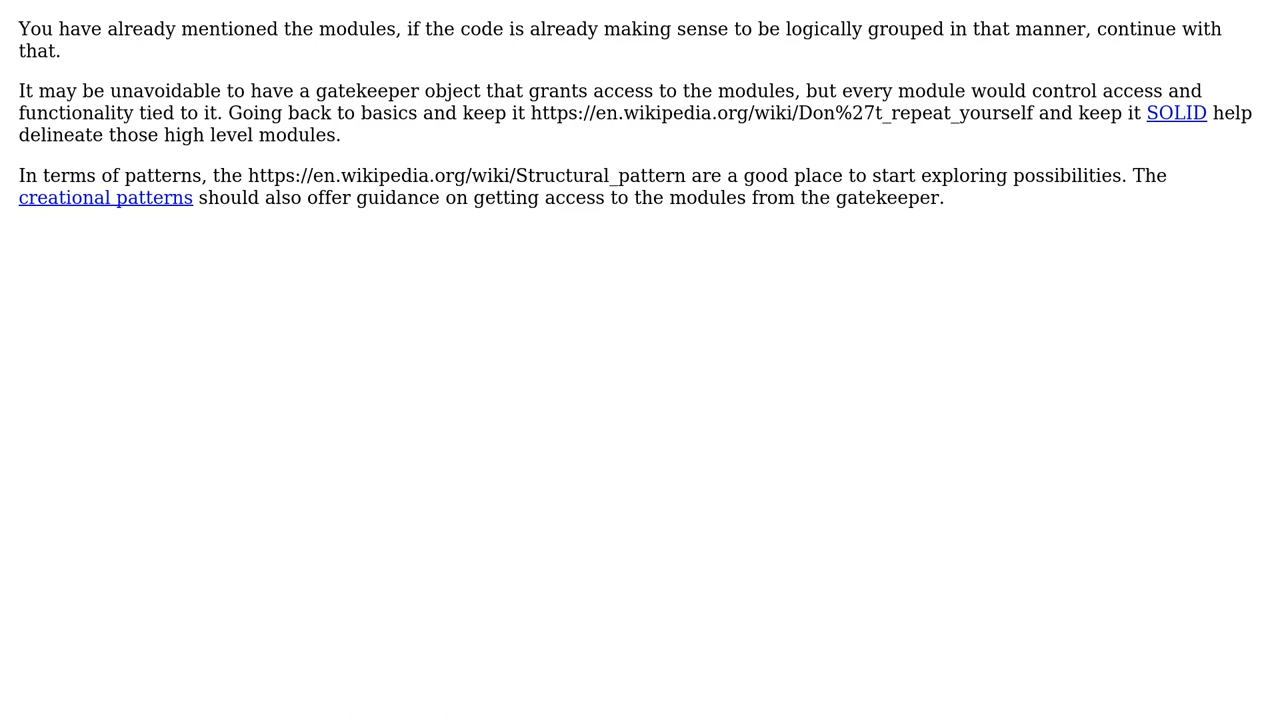 You have already mentioned the modules, if the code is already making sense to be logically grouped in that manner, continue with
that.
It may be unavoidable to have a gatekeeper object that grants access to the modules, but every module would control access and
functionality tied to it. Going back to basics and keep it https://en.wikipedia.org/wiki/Don%27t_repeat_yourself and keep it SOLID help
delineate those high level modules.
In terms of patterns, the https://en.wikipedia.org/wiki/Structural_pattern are a good place to start exploring possibilities. The
creational patterns should also offer guidance on getting access to the modules from the gatekeeper.